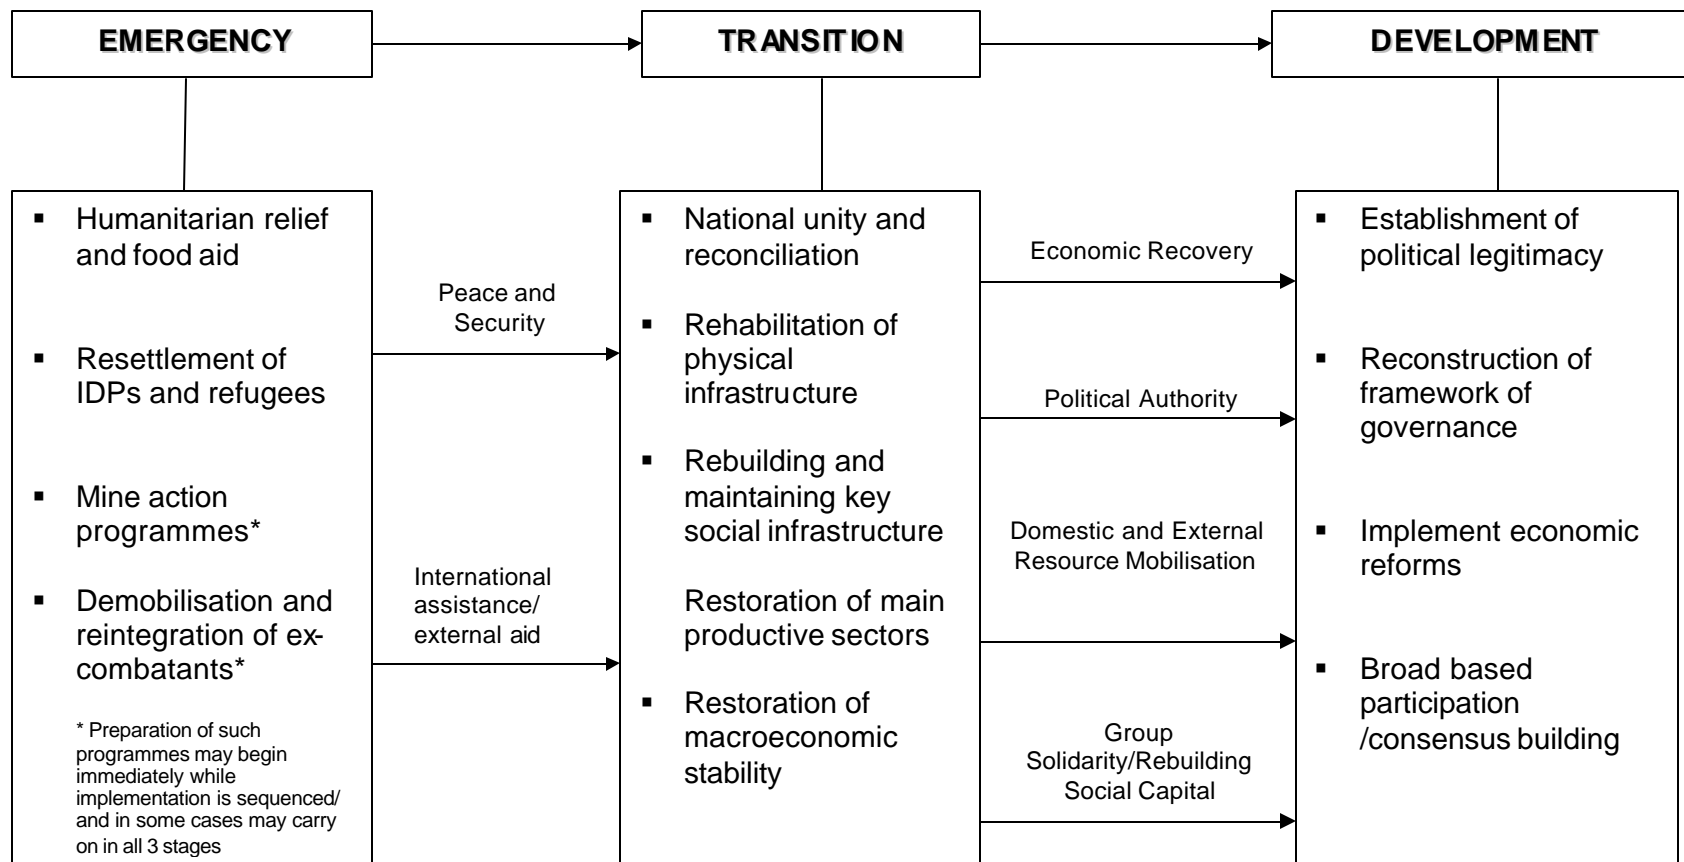 EMERGENCY
TRANSITION
DEVELOPMENT
▪ Humanitarian relief
and food aid
▪ Resettlement of
IDPs and refugees
▪ Mine action
programmes*
▪ Demobilisation and
reintegration of ex-
combatants*
* Preparation of such
programmes may begin
immediately while
implementation is sequenced/
and in some cases may carry
on in all 3 stages
Peace and
Security
International
assistance/
external aid
▪ National unity and
reconciliation
▪ Rehabilitation of
physical
infrastructure
▪ Rebuilding and
maintaining key
social infrastructure
Restoration of main
productive sectors
▪ Restoration of
macroeconomic
stability
Economic Recovery
Political Authority
Domestic and External
Resource Mobilisation
Group
Solidarity/Rebuilding
Social Capital
▪ Establishment of
political legitimacy
▪ Reconstruction of
framework of
governance
▪ Implement economic
reforms
▪ Broad based
participation
/consensus building